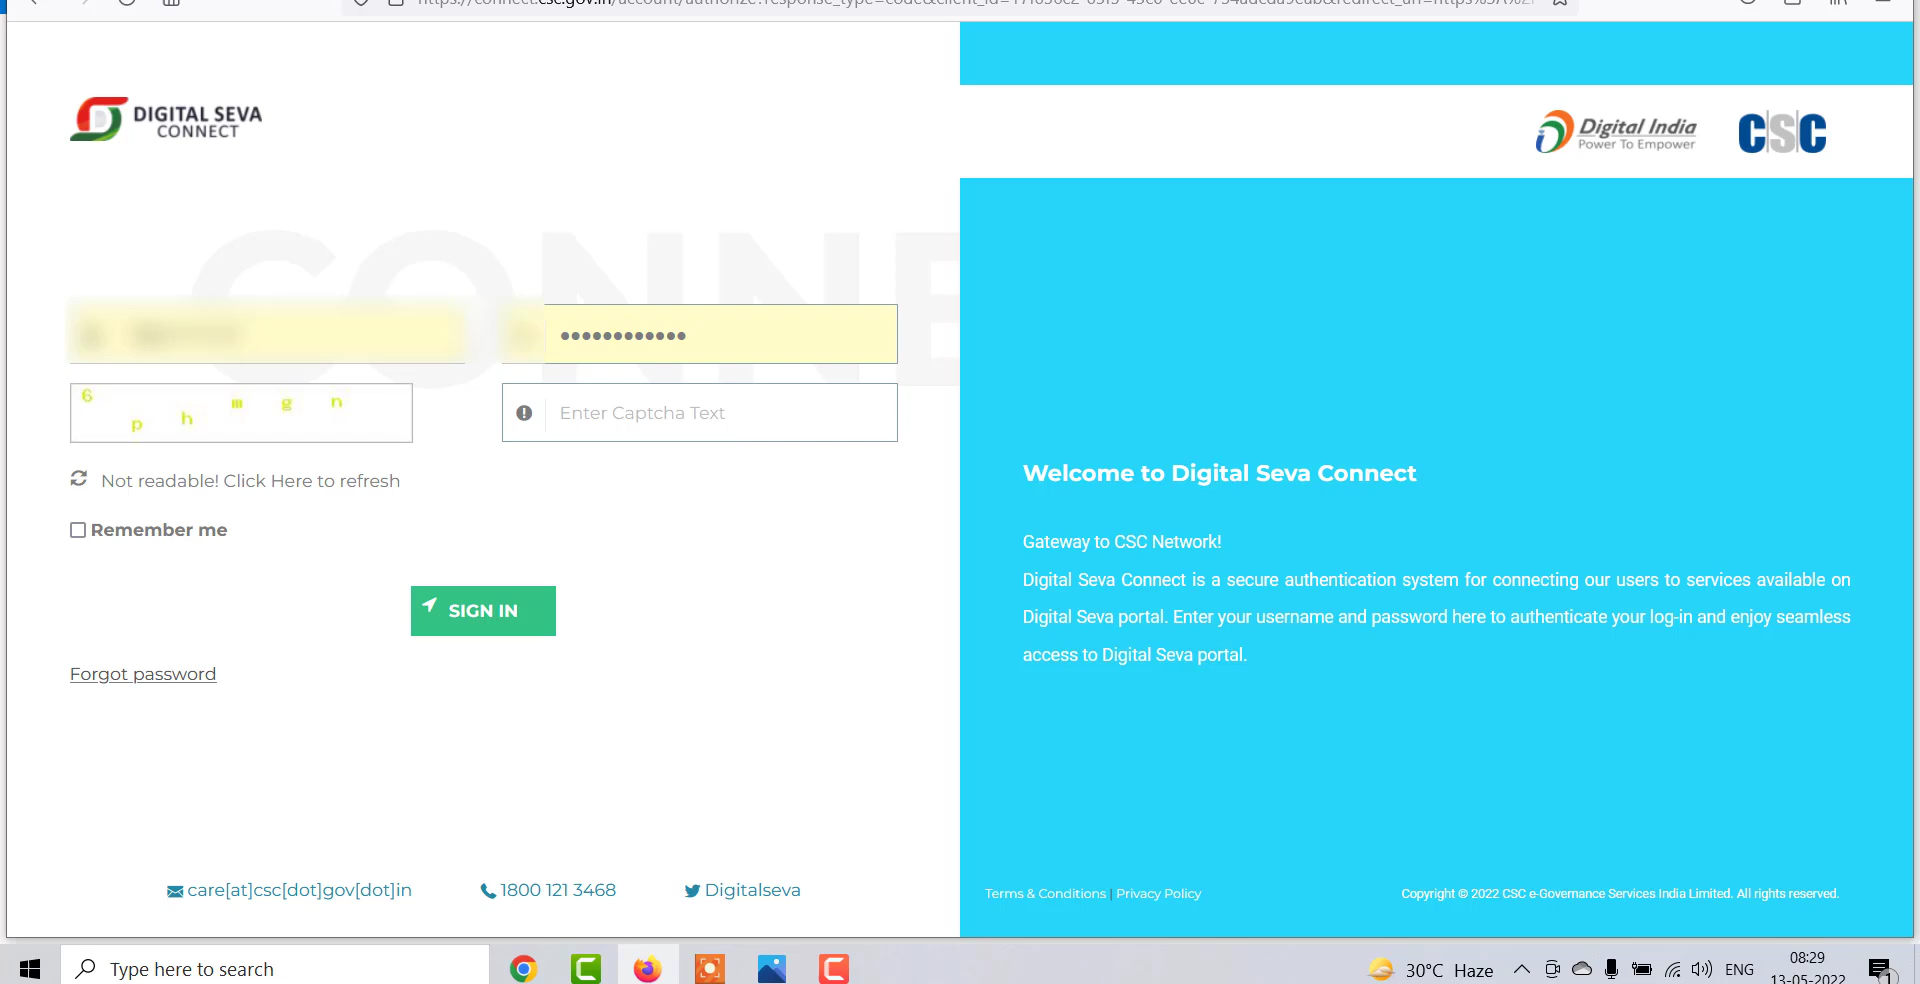 DIGITAL SEVA
CONNECT
Digital India
Power To Empower
CSC
CONNE
••••••••••••
6 p h m g n
Enter Captcha Text
Not readable! Click Here to refresh
Remember me
SIGN IN
Forgot password
Welcome to Digital Seva Connect
Gateway to CSC Network!
Digital Seva Connect is a secure authentication system for connecting our users to services available on
Digital Seva portal. Enter your username and password here to authenticate your log-in and enjoy seamless
access to Digital Seva portal.
care[at]csc[dot]gov[dot]in
1800 121 3468
Digitalseva
Terms & Conditions | Privacy Policy
Copyright © 2022 CSC e-Governance Services India Limited. All rights reserved.
Type here to search
30°C Haze
ENG
08:29
13-05-2022
1